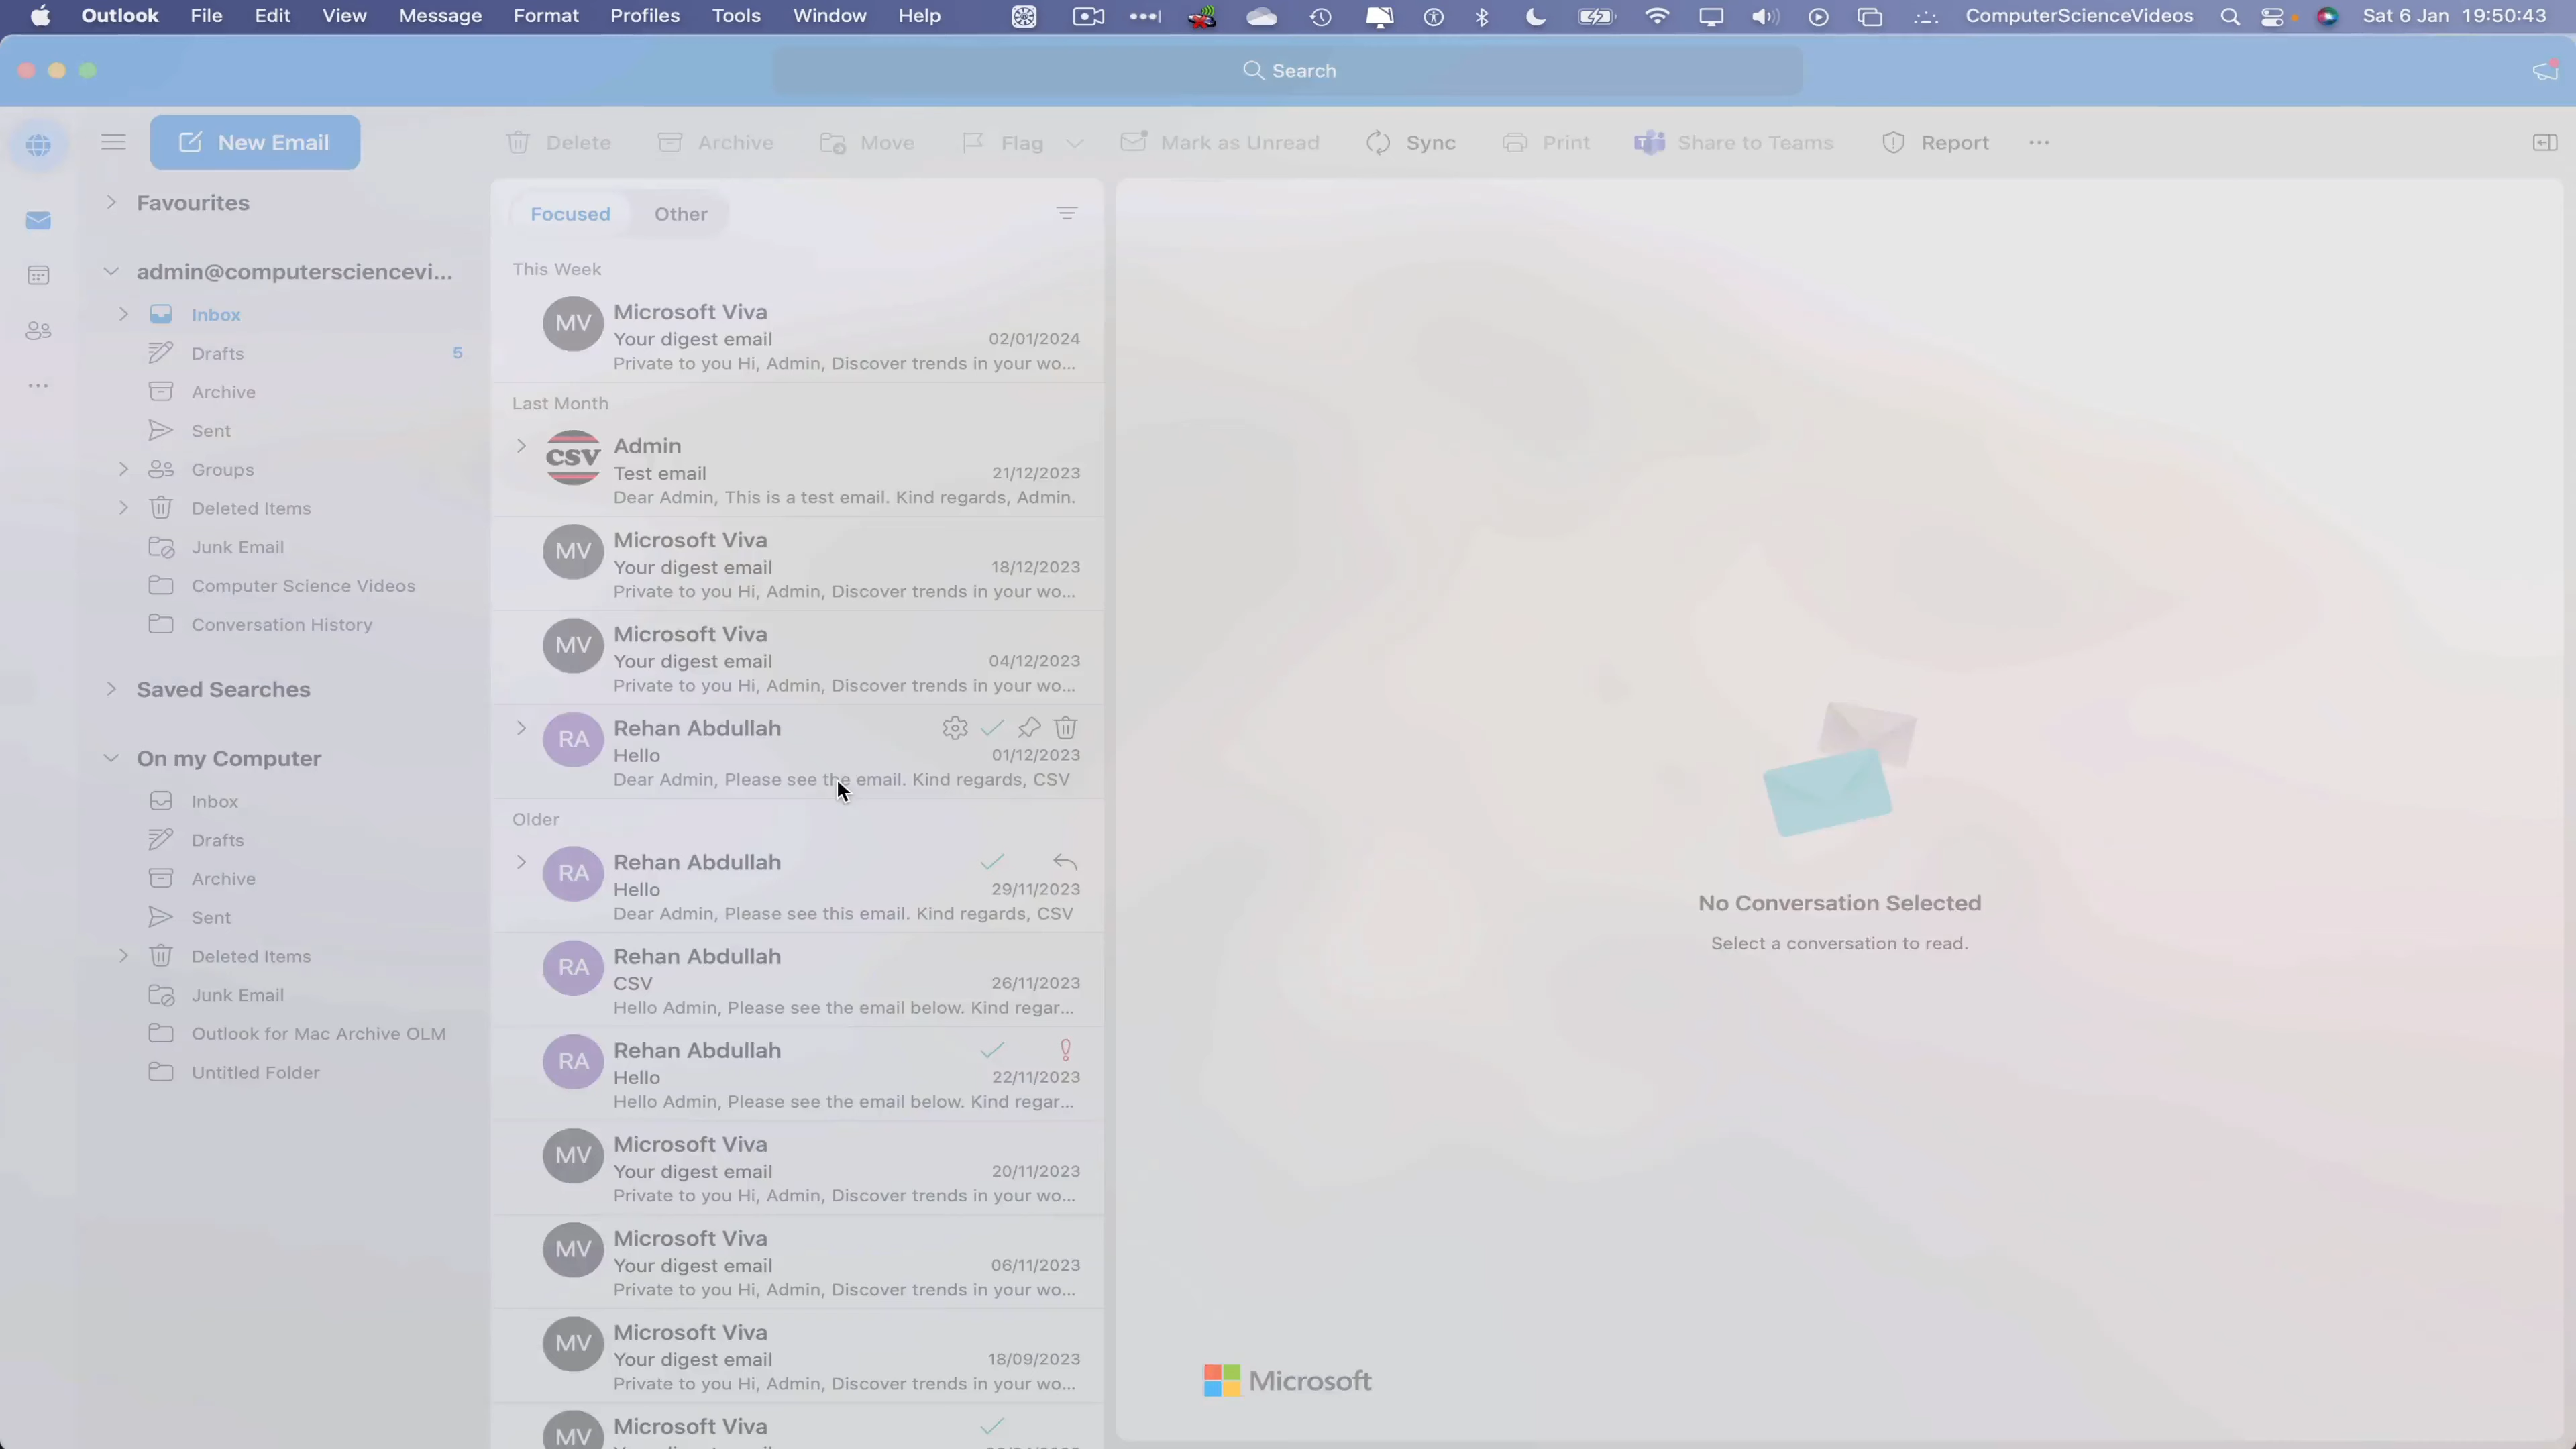 Outlook File Edit View Message Format Profiles Tools Window Help ComputerScienceVideos Sat 6 Jan 19:50:43
Search
New Email
Delete Archive Move Flag Mark as Unread Sync Print Share to Teams Report
Favourites
admin@computersciencevi...
Inbox
Drafts 5
Archive
Sent
Groups
Deleted Items
Junk Email
Computer Science Videos
Conversation History
Saved Searches
On my Computer
Inbox
Drafts
Archive
Sent
Deleted Items
Junk Email
Outlook for Mac Archive OLM
Untitled Folder
Focused Other
This Week
MV Microsoft Viva
Your digest email 02/01/2024
Private to you Hi, Admin, Discover trends in your wo...
Last Month
CSV Admin
Test email 21/12/2023
Dear Admin, This is a test email. Kind regards, Admin.
MV Microsoft Viva
Your digest email 18/12/2023
Private to you Hi, Admin, Discover trends in your wo...
MV Microsoft Viva
Your digest email 04/12/2023
Private to you Hi, Admin, Discover trends in your wo...
RA Rehan Abdullah
Hello 01/12/2023
Dear Admin, Please see the email. Kind regards, CSV
Older
RA Rehan Abdullah
Hello 29/11/2023
Dear Admin, Please see this email. Kind regards, CSV
RA Rehan Abdullah
CSV 26/11/2023
Hello Admin, Please see the email below. Kind regar...
RA Rehan Abdullah
Hello 22/11/2023
Hello Admin, Please see the email below. Kind regar...
MV Microsoft Viva
Your digest email 20/11/2023
Private to you Hi, Admin, Discover trends in your wo...
MV Microsoft Viva
Your digest email 06/11/2023
Private to you Hi, Admin, Discover trends in your wo...
MV Microsoft Viva
Your digest email 18/09/2023
Private to you Hi, Admin, Discover trends in your wo...
MV Microsoft Viva
No Conversation Selected
Select a conversation to read.
Microsoft